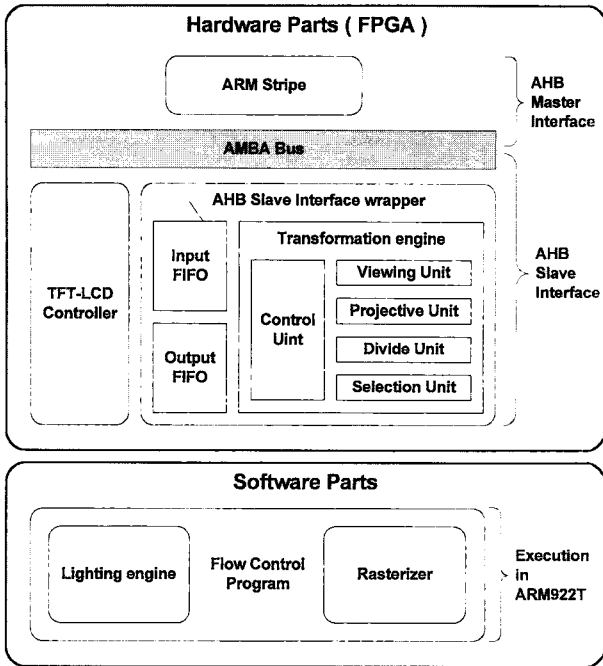 Hardware Parts ( FPGA )
ARM Stripe
AHB
Master
Interface
AMBA Bus
AHB Slave Interface wrapper
TFT-LCD
Controller
Input
FIFO
Output
FIFO
Transformation engine
Control
Uint
Viewing Unit
Projective Unit
Divide Unit
Selection Unit
AHB
Slave
Interface
Software Parts
Lighting engine
Flow Control
Program
Rasterizer
Execution
in
ARM922T